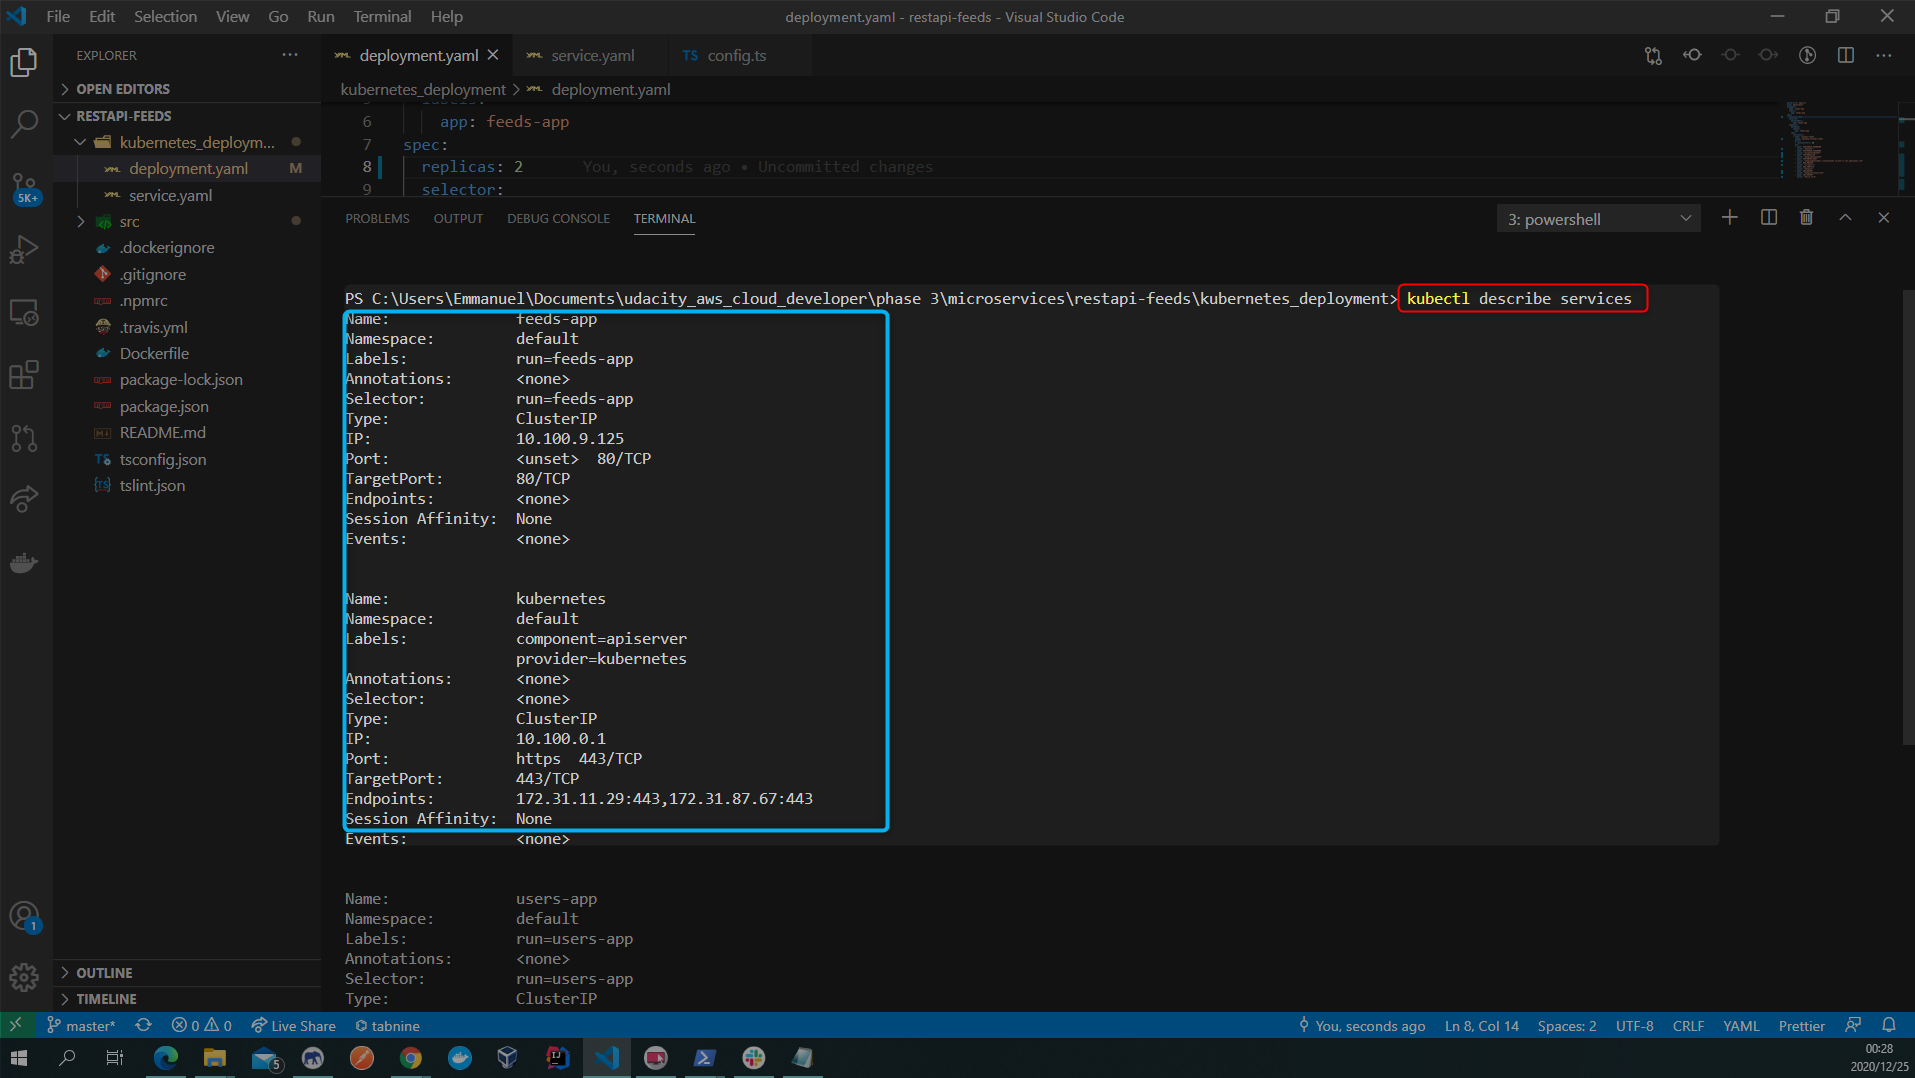 File Edit Selection View Go Run Terminal Help
deployment.yaml - restapi-feeds - Visual Studio Code
EXPLORER
OPEN EDITORS
RESTAPI-FEEDS
kubernetes_deploym...
deployment.yaml M
service.yaml
src
.dockerignore
.gitignore
.npmrc
.travis.yml
Dockerfile
package-lock.json
package.json
README.md
tsconfig.json
tslint.json
OUTLINE
TIMELINE
5K+
1
deployment.yaml service.yaml TS config.ts
kubernetes_deployment > deployment.yaml
labels:
6 app: feeds-app
7 spec:
8 replicas: 2 You, seconds ago • Uncommitted changes
9 selector:
PROBLEMS OUTPUT DEBUG CONSOLE TERMINAL 3: powershell
PS C:\Users\Emmanuel\Documents\udacity_aws_cloud_developer\phase 3\microservices\restapi-feeds\kubernetes_deployment> kubectl describe services
Name: feeds-app
Namespace: default
Labels: run=feeds-app
Annotations: <none>
Selector: run=feeds-app
Type: ClusterIP
IP: 10.100.9.125
Port: <unset> 80/TCP
TargetPort: 80/TCP
Endpoints: <none>
Session Affinity: None
Events: <none>
Name: kubernetes
Namespace: default
Labels: component=apiserver
provider=kubernetes
Annotations: <none>
Selector: <none>
Type: ClusterIP
IP: 10.100.0.1
Port: https 443/TCP
TargetPort: 443/TCP
Endpoints: 172.31.11.29:443,172.31.87.67:443
Session Affinity: None
Events: <none>
Name: users-app
Namespace: default
Labels: run=users-app
Annotations: <none>
Selector: run=users-app
Type: ClusterIP
master* 0 0 Live Share tabnine You, seconds ago Ln 8, Col 14 Spaces: 2 UTF-8 CRLF YAML Prettier
5
00:28
2020/12/25